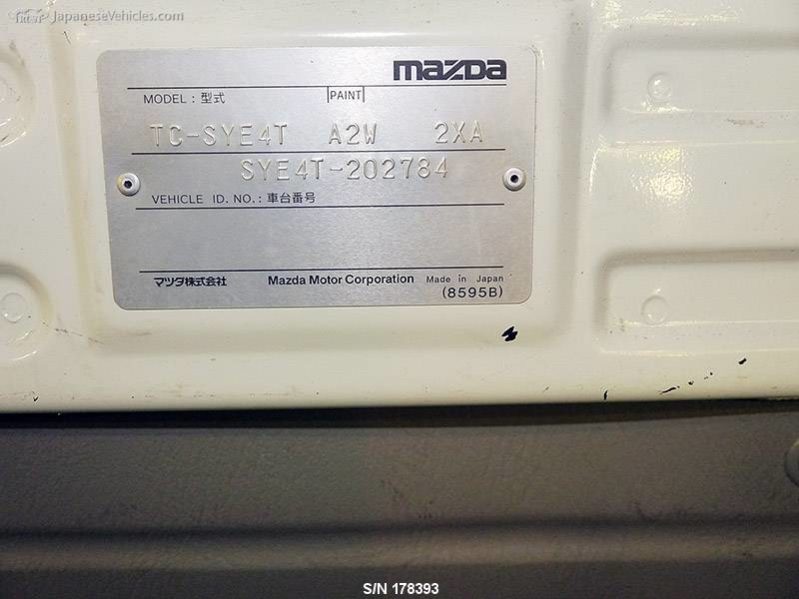 JapaneseVehicles.com
mazda
MODEL : 型式 PAINT
TC-SYE4T A2W 2XA
SYE4T-202784
VEHICLE ID. NO. : 車台番号
マツダ株式会社 Mazda Motor Corporation Made in Japan
(8595B)
S/N 178393